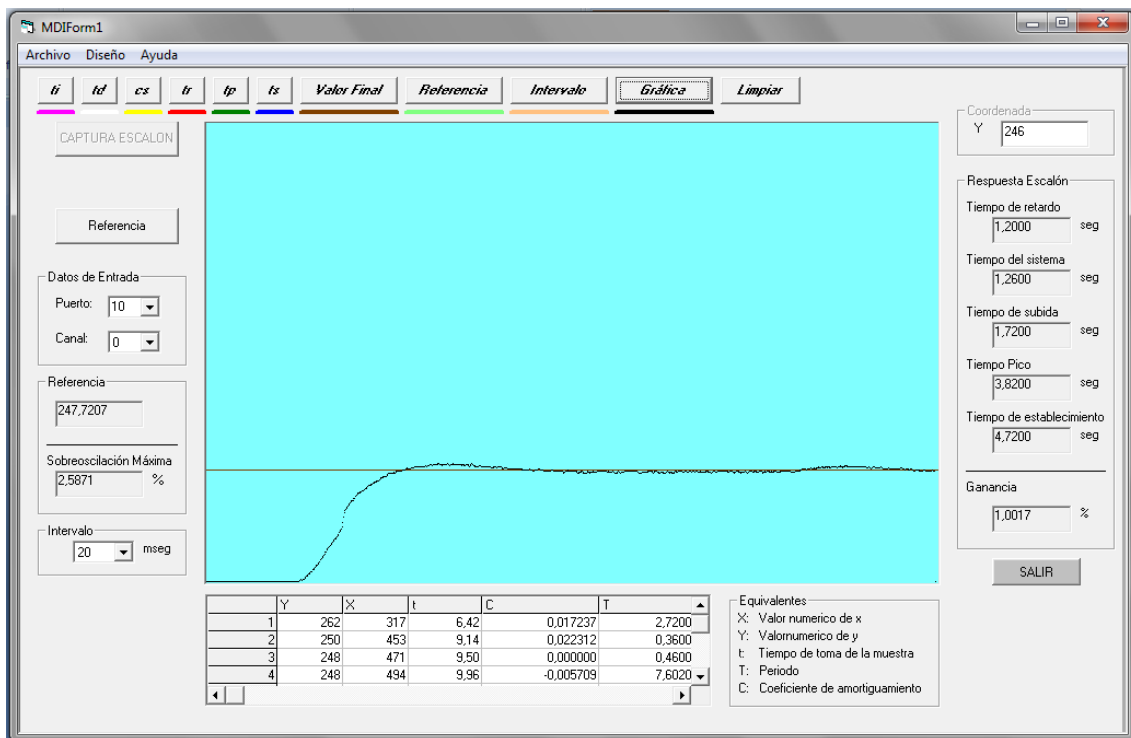 MDIForm1
Archivo Diseño Ayuda
ti td cs tr tp ts Valor Final Referencia Intervalo Gráfica Limpiar
CAPTURA ESCALON
Referencia
Datos de Entrada
Puerto: 10
Canal: 0
Referencia
247,7207
Sobreoscilación Máxima
2,5871 %
Intervalo
20 mseg
Coordenada
Y 246
Respuesta Escalón
Tiempo de retardo
1,2000 seg
Tiempo del sistema
1,2600 seg
Tiempo de subida
1,7200 seg
Tiempo Pico
3,8200 seg
Tiempo de establecimiento
4,7200 seg
Ganancia
1,0017 %
SALIR
Y X t C T
1 262 317 6,42 0,017237 2,7200
2 250 453 9,14 0,022312 0,3600
3 248 471 9,50 0,000000 0,4600
4 248 494 9,96 -0,005709 7,6020
Equivalentes
X: Valor numerico de x
Y: Valornumerico de y
t: Tiempo de toma de la muestra
T: Periodo
C: Coeficiente de amortiguamiento